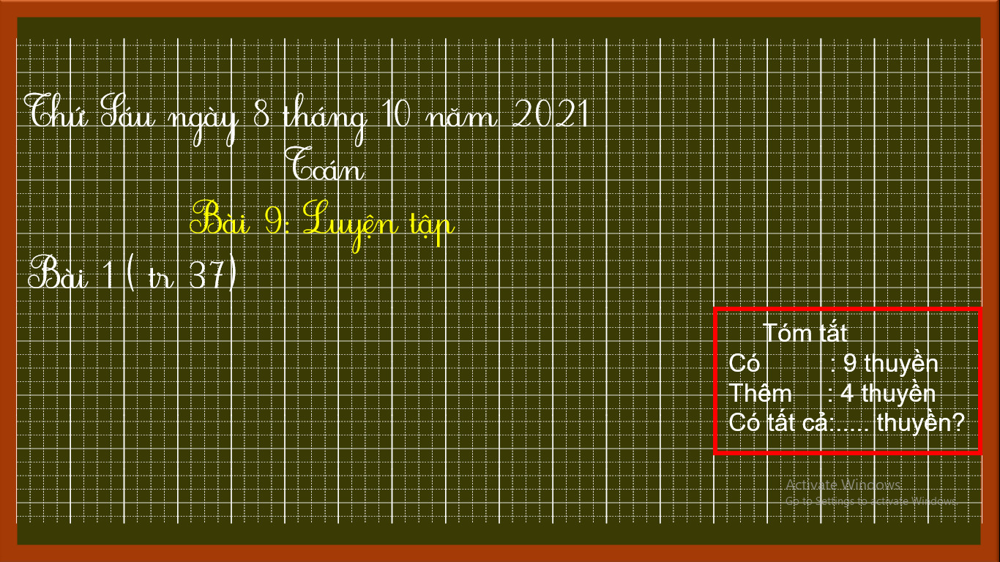 Thứ Sáu ngày 8 tháng 10 năm 2021
Toán
Bài 9: Luyện tập
Bài 1 ( tr 37)
Tóm tắt
Có : 9 thuyền
Thêm : 4 thuyền
Có tất cả:..... thuyền?
Activate Windows
Go to Settings to activate Windows.